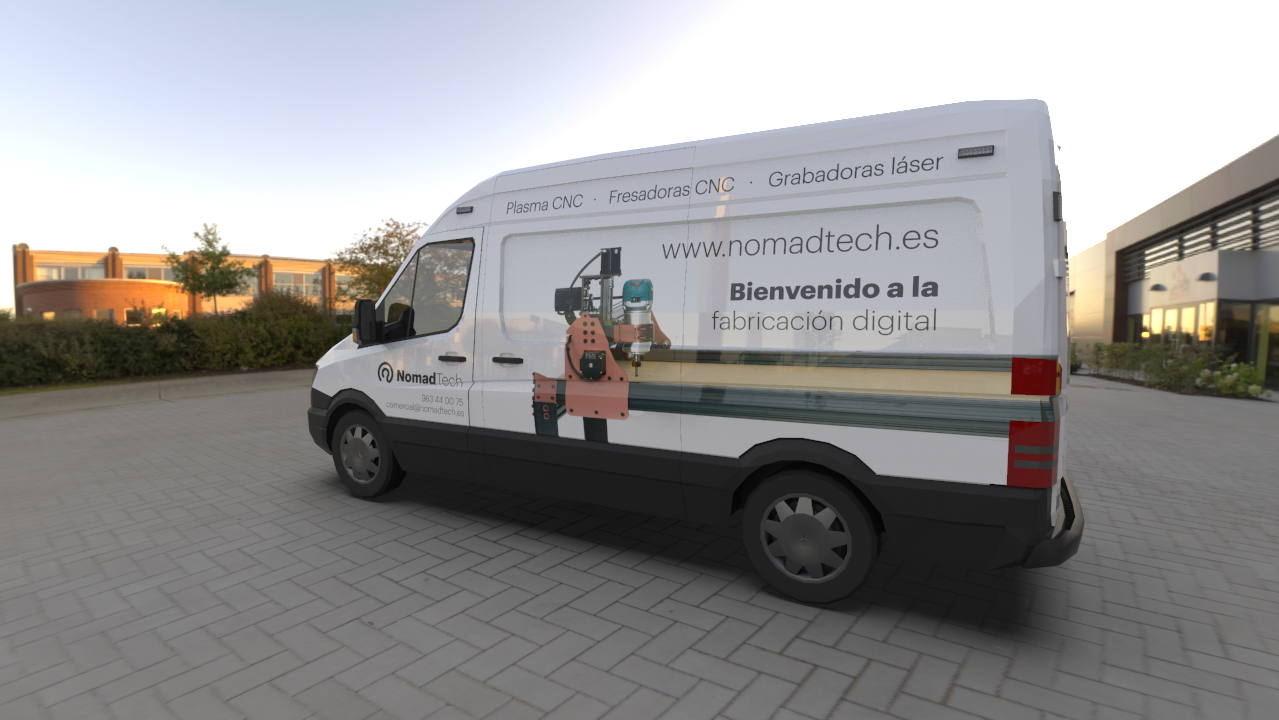 Plasma CNC · Fresadoras CNC · Grabadoras láser
www.nomadtech.es
Bienvenido a la
fabricación digital
NomadTech
963 44 00 75
comercial@nomadtech.es